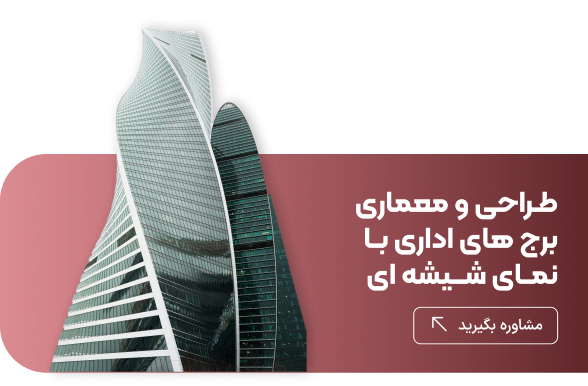 طراحی و معماری
برج های اداری با
نمای شیشه ای
مشاوره بگیرید